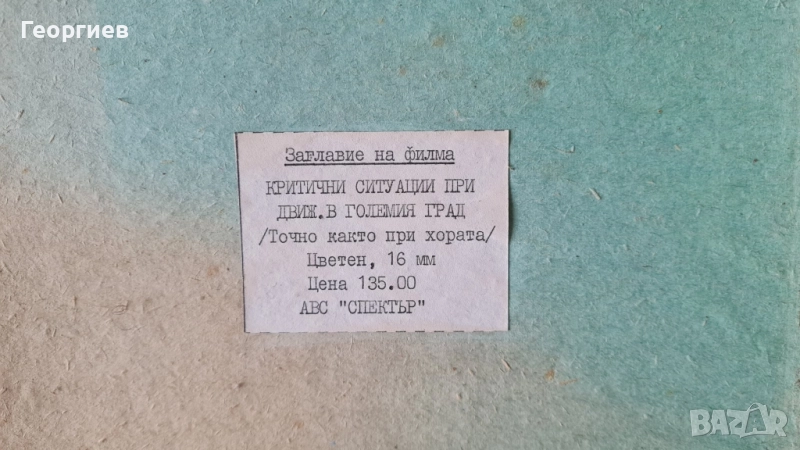 Георгиев
Заглавие на филма
КРИТИЧНИ СИТУАЦИИ ПРИ
ДВИЖ.В ГОЛЕМИЯ ГРАД
/Точно както при хората/
Цветен, 16 мм
Цена 135.00
АВС "СПЕКТЪР"
BAZAR